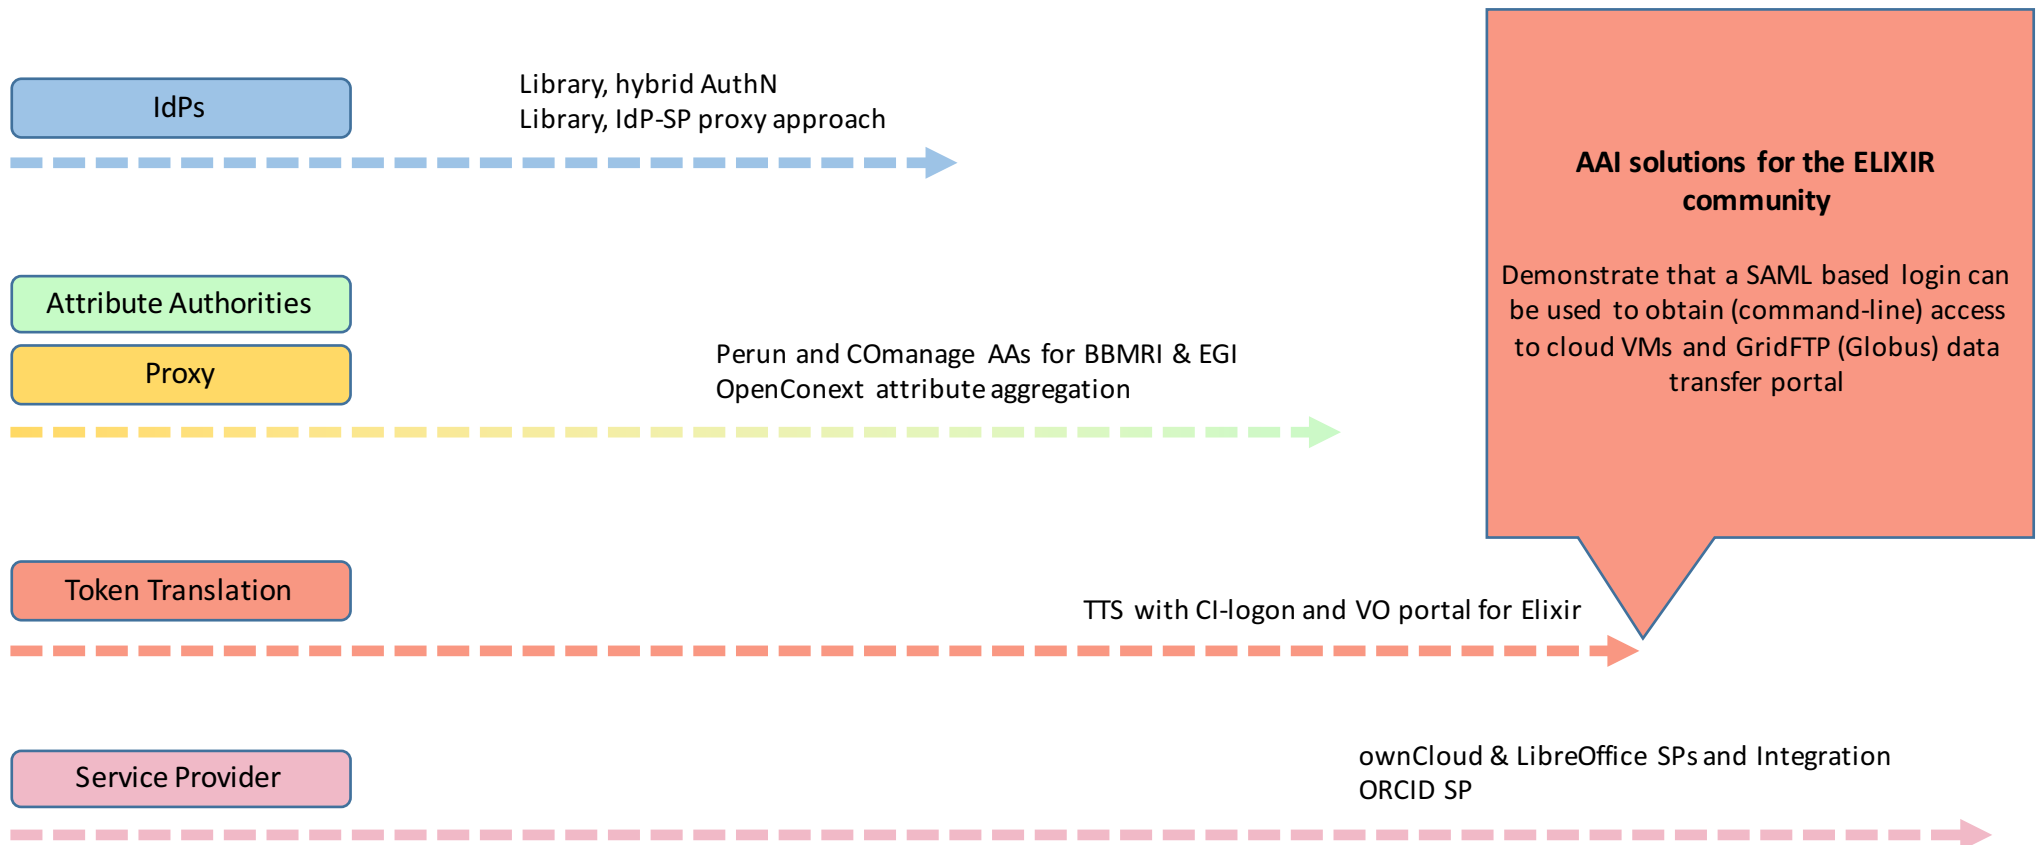 IdPs
Library, hybrid AuthN
Library, IdP-SP proxy approach
AAI solutions for the ELIXIR
community
Demonstrate that a SAML based login can
be used to obtain (command-line) access
to cloud VMs and GridFTP (Globus) data
transfer portal
Attribute Authorities
Proxy
Perun and COmanage AAs for BBMRI & EGI
OpenConext attribute aggregation
Token Translation
TTS with CI-logon and VO portal for Elixir
Service Provider
ownCloud & LibreOffice SPs and Integration
ORCID SP